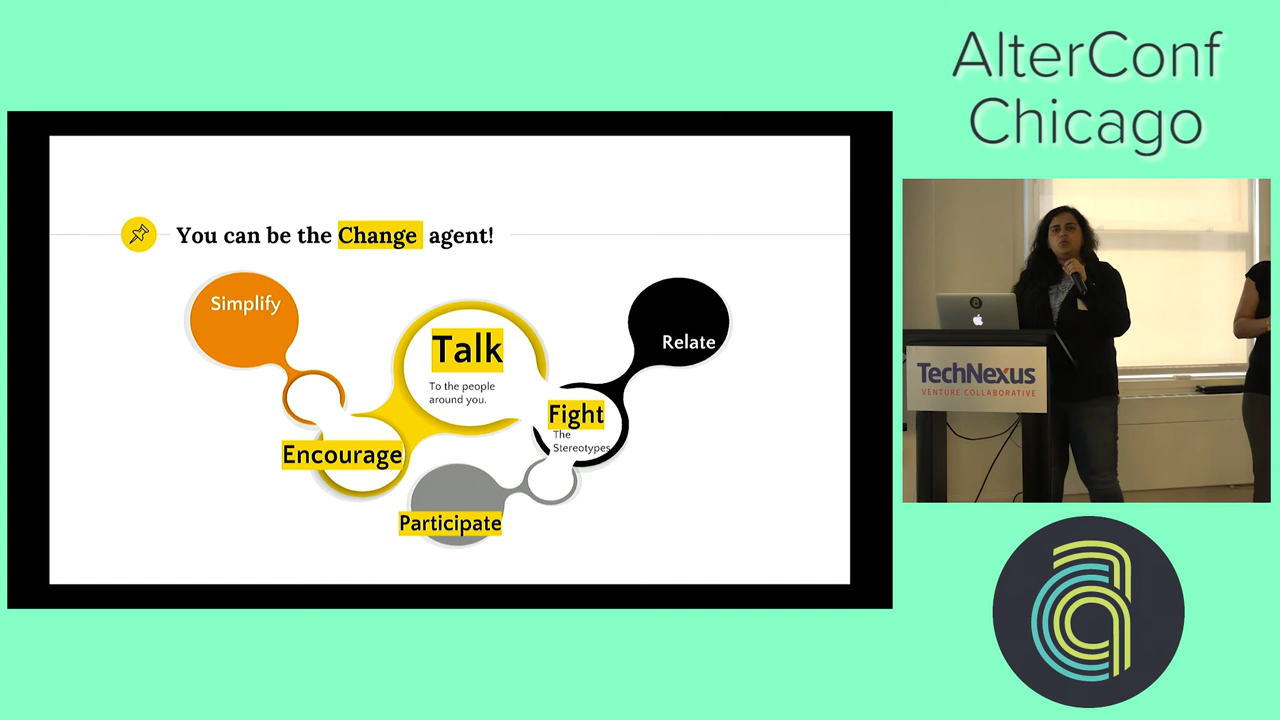 AlterConf
Chicago
You can be the Change agent!
Simplify
Talk
To the people
around you.
Relate
Fight
The
Stereotypes
Encourage
Participate
TechNexus
VENTURE COLLABORATIVE